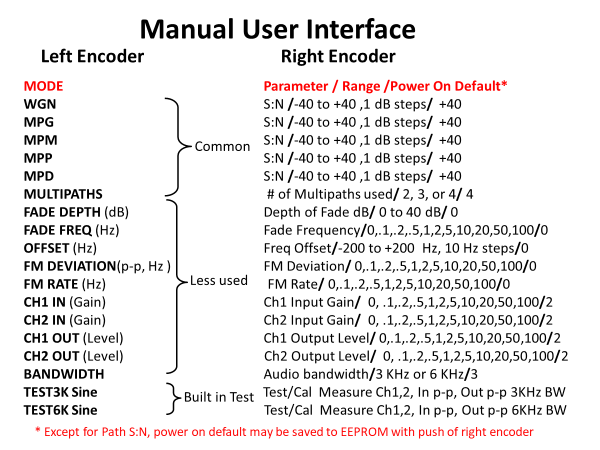 Manual User Interface
Left Encoder Right Encoder
MODE Parameter / Range /Power On Default*
WGN S:N /-40 to +40 ,1 dB steps/ +40
MPG S:N /-40 to +40 ,1 dB steps/ +40
MPM Common S:N /-40 to +40 ,1 dB steps/ +40
MPP S:N /-40 to +40 ,1 dB steps/ +40
MPD S:N /-40 to +40 ,1 dB steps/ +40
MULTIPATHS # of Multipaths used/ 2, 3, or 4/ 4
FADE DEPTH (dB) Depth of Fade dB/ 0 to 40 dB/ 0
FADE FREQ (Hz) Fade Frequency/0,.1,.2,.5,1,2,5,10,20,50,100/0
OFFSET (Hz) Freq Offset/-200 to +200 Hz, 10 Hz steps/0
FM DEVIATION(p-p, Hz ) FM Deviation/ 0,.1,.2,.5,1,2,5,10,20,50,100/0
FM RATE (Hz) Less used FM Rate/ 0,.1,.2,.5,1,2,5,10,20,50,100/0
CH1 IN (Gain) Ch1 Input Gain/ 0, .1,.2,.5,1,2,5,10,20,50,100/2
CH2 IN (Gain) Ch2 Input Gain/ 0, .1,.2,.5,1,2,5,10,20,50,100/2
CH1 OUT (Level) Ch1 Output Level/ 0,.1,.2,.5,1,2,5,10,20,50,100/2
CH2 OUT (Level) Ch2 Output Level/ 0, .1,.2,.5,1,2,5,10,20,50,100/2
BANDWIDTH Audio bandwidth/3 KHz or 6 KHz/3
TEST3K Sine Built in Test Test/Cal Measure Ch1,2, In p-p, Out p-p 3KHz BW
TEST6K Sine Test/Cal Measure Ch1,2, In p-p, Out p-p 6KHz BW
* Except for Path S:N, power on default may be saved to EEPROM with push of right encoder